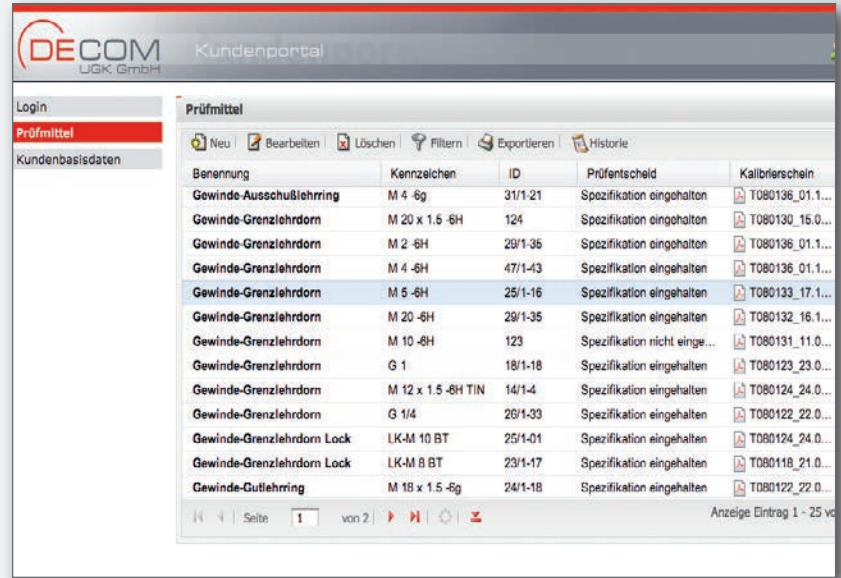 DECOM
UGK GmbH
Kundenportal
Login
Prüfmittel
Kundenbasisdaten
Prüfmittel
Neu Bearbeiten Löschen Filtern Exportieren Historie
Benennung Kennzeichen ID Prüfentscheid Kalibrierschein
Gewinde-Ausschußlehrring M 4 -6g 31/1-21 Spezifikation eingehalten T080136_01.1...
Gewinde-Grenzlehrdorn M 20 x 1.5 -6H 124 Spezifikation eingehalten T080130_15.0...
Gewinde-Grenzlehrdorn M 2 -6H 29/1-35 Spezifikation eingehalten T080136_01.1...
Gewinde-Grenzlehrdorn M 4 -6H 47/1-43 Spezifikation eingehalten T080136_01.1...
Gewinde-Grenzlehrdorn M 5 -6H 25/1-16 Spezifikation eingehalten T080133_17.1...
Gewinde-Grenzlehrdorn M 20 -6H 29/1-35 Spezifikation eingehalten T080132_16.1...
Gewinde-Grenzlehrdorn M 10 -6H 123 Spezifikation nicht einge... T080131_11.0...
Gewinde-Grenzlehrdorn G 1 18/1-18 Spezifikation eingehalten T080123_23.0...
Gewinde-Grenzlehrdorn M 12 x 1.5 -6H TIN 14/1-4 Spezifikation eingehalten T080124_24.0...
Gewinde-Grenzlehrdorn G 1/4 26/1-33 Spezifikation eingehalten T080122_22.0...
Gewinde-Grenzlehrdorn Lock LK-M 10 BT 25/1-01 Spezifikation eingehalten T080124_24.0...
Gewinde-Grenzlehrdorn Lock LK-M 8 BT 23/1-17 Spezifikation eingehalten T080118_21.0...
Gewinde-Gutlehrring M 18 x 1.5 -6g 24/1-18 Spezifikation eingehalten T080122_22.0...
Seite 1 von 2 Anzeige Eintrag 1 - 25